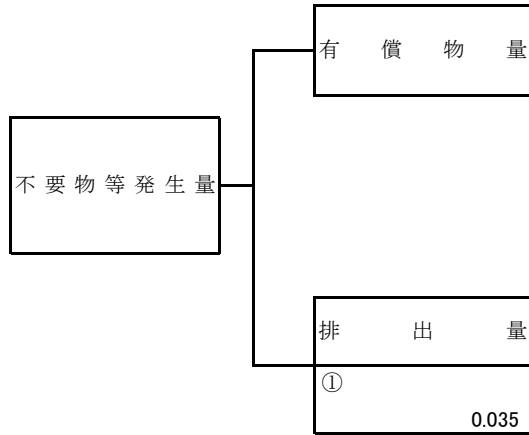 有償物量
不要物等発生量
排出量
①
0.035